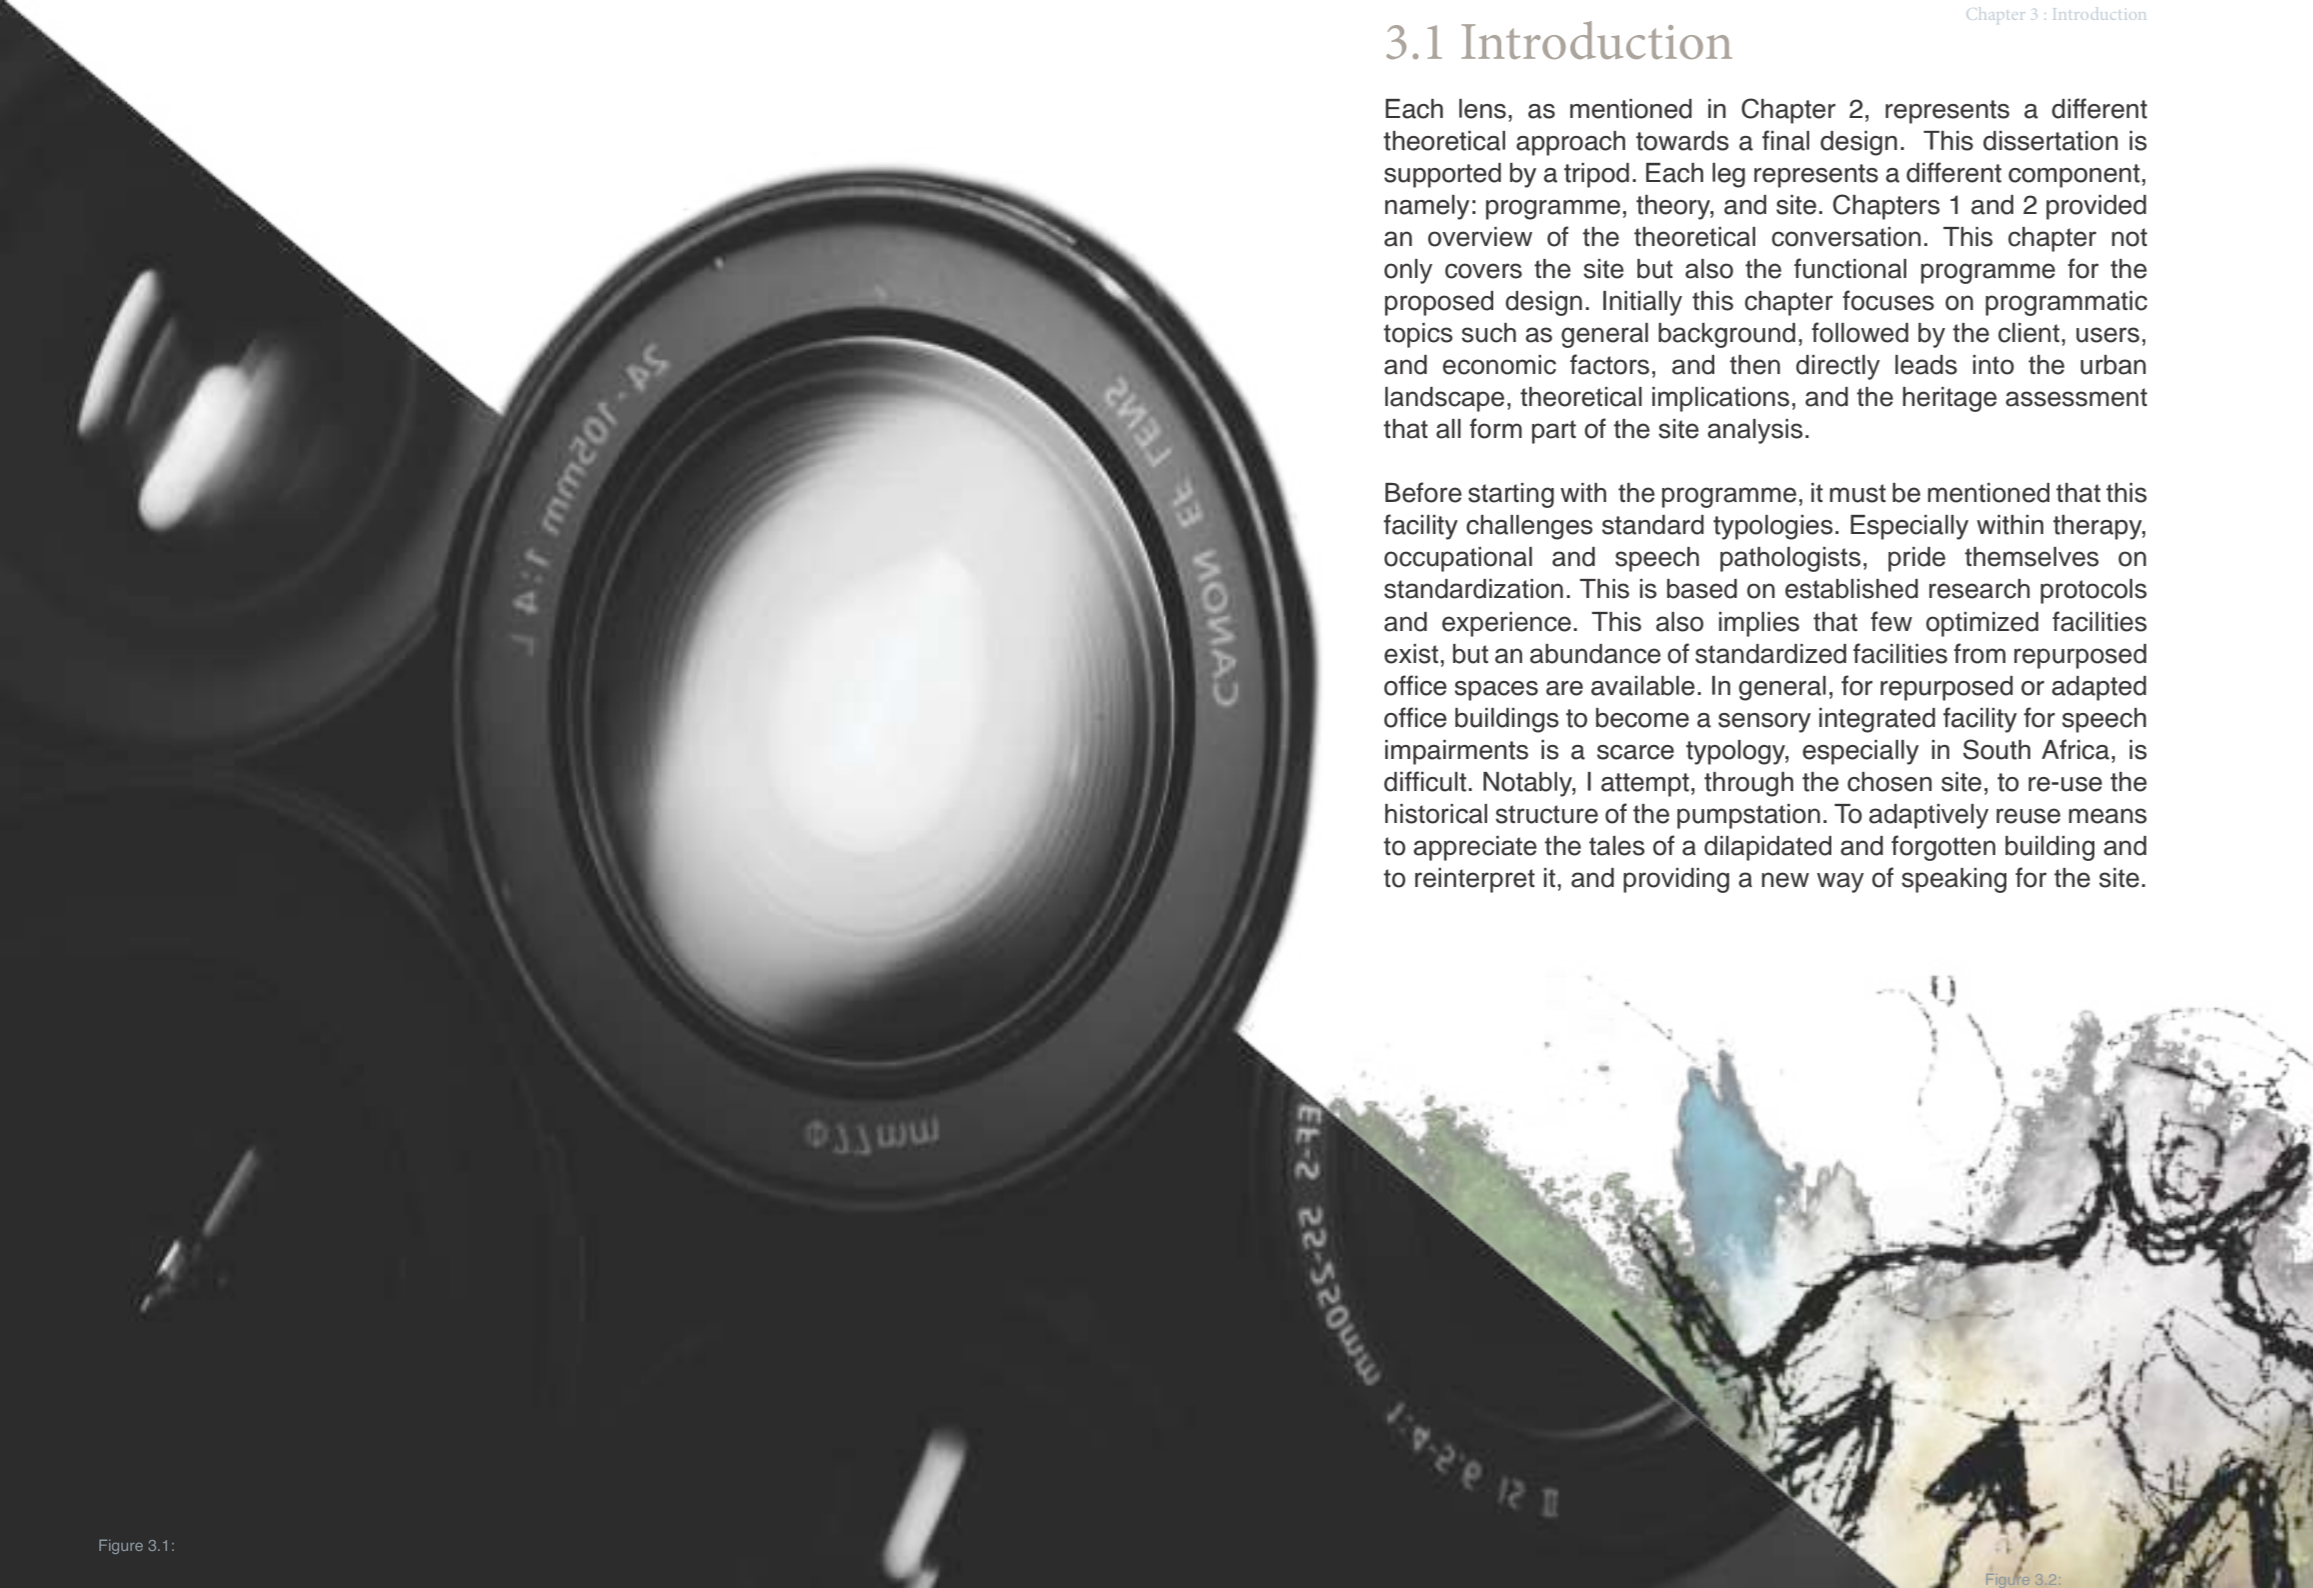 Chapter 3 : Introduction
3.1 Introduction
Each lens, as mentioned in Chapter 2, represents a different
theoretical approach towards a final design. This dissertation is
supported by a tripod. Each leg represents a different component,
namely: programme, theory, and site. Chapters 1 and 2 provided
an overview of the theoretical conversation. This chapter not
only covers the site but also the functional programme for the
proposed design. Initially this chapter focuses on programmatic
topics such as general background, followed by the client, users,
and economic factors, and then directly leads into the urban
landscape, theoretical implications, and the heritage assessment
that all form part of the site analysis.
Before starting with the programme, it must be mentioned that this
facility challenges standard typologies. Especially within therapy,
occupational and speech pathologists, pride themselves on
standardization. This is based on established research protocols
and experience. This also implies that few optimized facilities
exist, but an abundance of standardized facilities from repurposed
office spaces are available. In general, for repurposed or adapted
office buildings to become a sensory integrated facility for speech
impairments is a scarce typology, especially in South Africa, is
difficult. Notably, I attempt, through the chosen site, to re-use the
historical structure of the pumpstation. To adaptively reuse means
to appreciate the tales of a dilapidated and forgotten building and
to reinterpret it, and providing a new way of speaking for the site.
24-105mm 1:4 L
CANON EF LENS
Φ77mm
EF-S 55-250mm 1:4-5.6 IS II
Figure 3.1:
Figure 3.2: